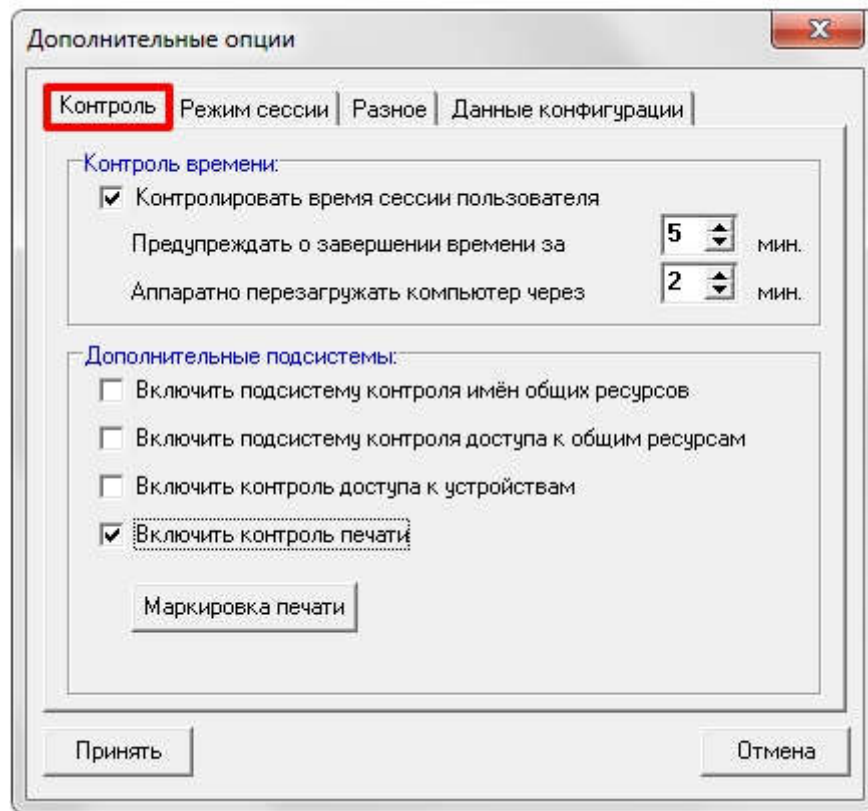 Дополнительные опции
Контроль Режим сессии Разное Данные конфигурации
Контроль времени:
Контролировать время сессии пользователя
Предупреждать о завершении времени за 5 мин.
Аппаратно перезагружать компьютер через 2 мин.
Дополнительные подсистемы:
Включить подсистему контроля имён общих ресурсов
Включить подсистему контроля доступа к общим ресурсам
Включить контроль доступа к устройствам
Включить контроль печати
Маркировка печати
Принять Отмена